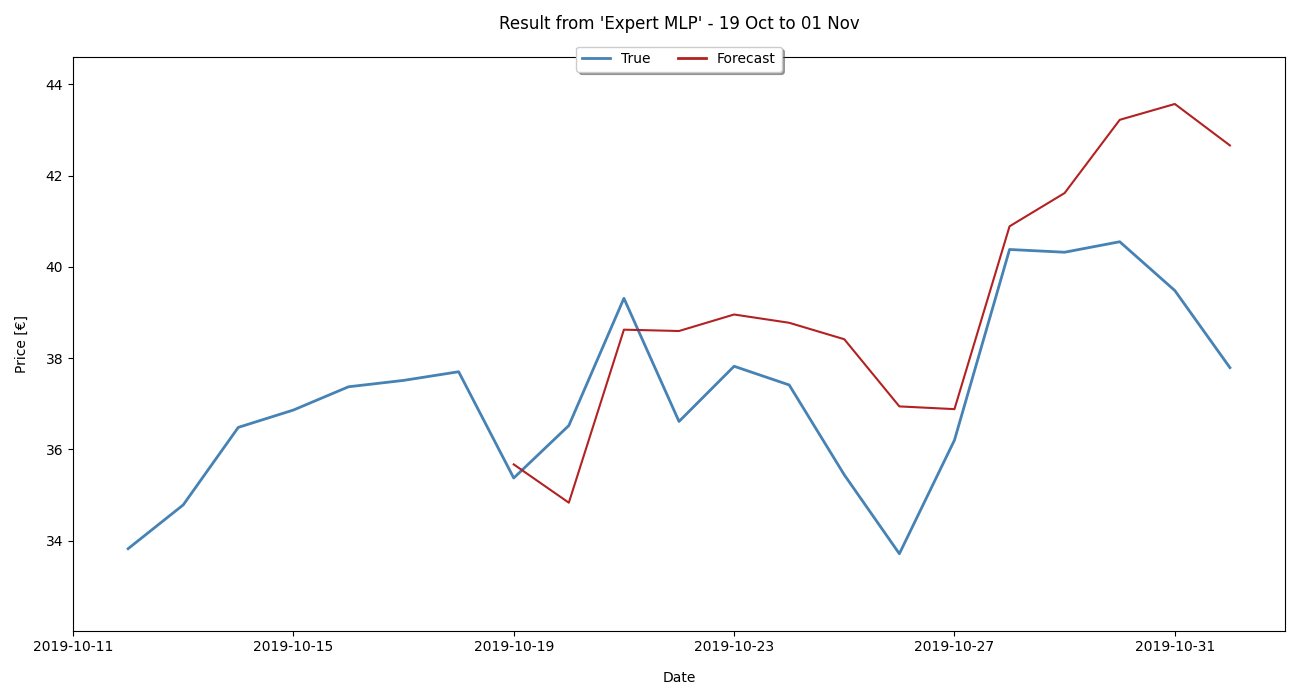 Result from 'Expert MLP' - 19 Oct to 01 Nov
True
Forecast
44
42
40
38
36
34
Price [€]
2019-10-11
2019-10-15
2019-10-19
2019-10-23
2019-10-27
2019-10-31
Date